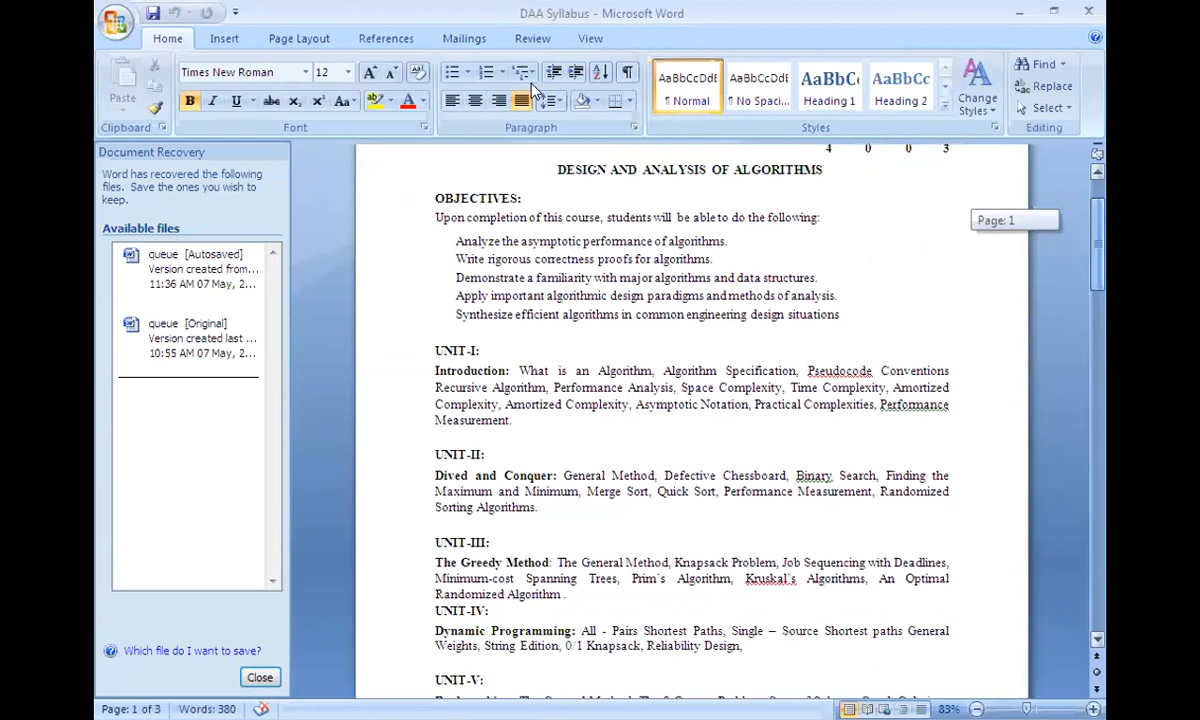 DAA Syllabus - Microsoft Word
Home Insert Page Layout References Mailings Review View
Paste
Times New Roman 12
B I U abc x₂ x² Aa ab A
AaBbCcDdE AaBbCcDdE AaBbC AaBbCc
¶ Normal ¶ No Spaci... Heading 1 Heading 2
Change
Styles
Find
Replace
Select
Clipboard Font Paragraph Styles Editing
Document Recovery
Word has recovered the following
files. Save the ones you wish to
keep.
Available files
queue [Autosaved]
Version created from...
11:36 AM 07 May, 2...
queue [Original]
Version created last ...
10:55 AM 07 May, 2...
Which file do I want to save?
Close
4 0 0 3
DESIGN AND ANALYSIS OF ALGORITHMS
Page: 1
OBJECTIVES:
Upon completion of this course, students will be able to do the following:
Analyze the asymptotic performance of algorithms.
Write rigorous correctness proofs for algorithms.
Demonstrate a familiarity with major algorithms and data structures.
Apply important algorithmic design paradigms and methods of analysis.
Synthesize efficient algorithms in common engineering design situations
UNIT-I:
Introduction: What is an Algorithm, Algorithm Specification, Pseudocode Conventions
Recursive Algorithm, Performance Analysis, Space Complexity, Time Complexity, Amortized
Complexity, Amortized Complexity, Asymptotic Notation, Practical Complexities, Performance
Measurement.
UNIT-II:
Dived and Conquer: General Method, Defective Chessboard, Binary Search, Finding the
Maximum and Minimum, Merge Sort, Quick Sort, Performance Measurement, Randomized
Sorting Algorithms.
UNIT-III:
The Greedy Method: The General Method, Knapsack Problem, Job Sequencing with Deadlines,
Minimum-cost Spanning Trees, Prim`s Algorithm, Kruskal`s Algorithms, An Optimal
Randomized Algorithm .
UNIT-IV:
Dynamic Programming: All - Pairs Shortest Paths, Single – Source Shortest paths General
Weights, String Edition, 0/1 Knapsack, Reliability Design,
UNIT-V:
Page: 1 of 3 Words: 380 83%